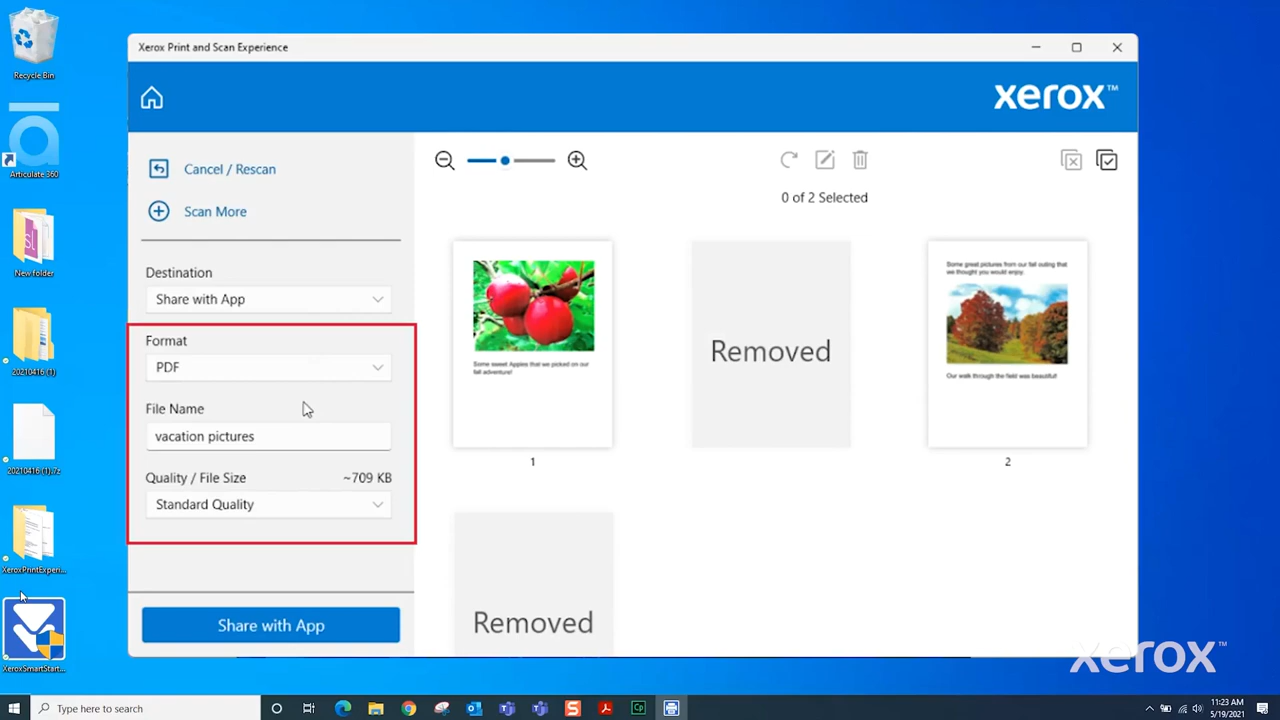 Recycle Bin
Articulate 360
New folder
20210416 (1)
20210416 (1).7z
XeroxPrintExperi...
XeroxSmartStart...
Xerox Print and Scan Experience
xerox™
Cancel / Rescan
Scan More
Destination
Share with App
Format
PDF
File Name
vacation pictures
Quality / File Size ~709 KB
Standard Quality
Share with App
0 of 2 Selected
Some sweet Apples that we picked on our
fall adventure!
1
Removed
Some great pictures from our fall outing that
we thought you would enjoy.
Our walk through the field was beautiful!
2
Removed
xerox™
Type here to search
11:23 AM
5/19/2021